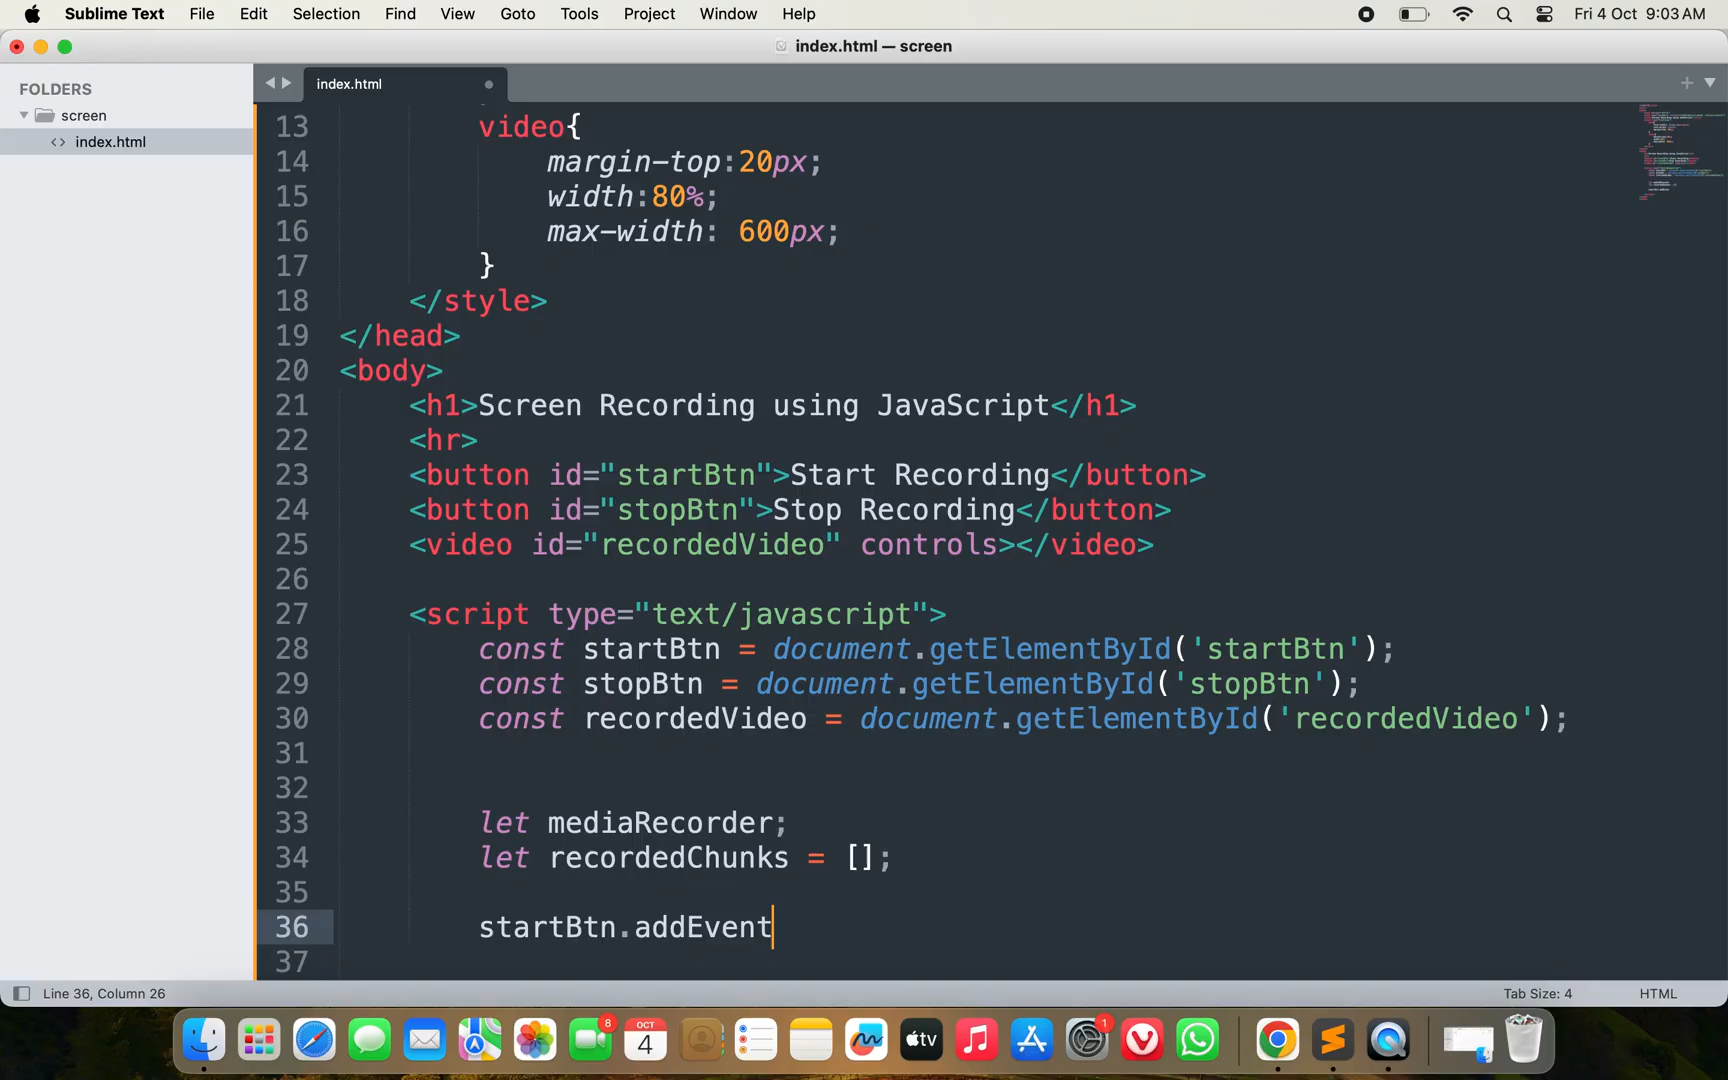 Sublime Text File Edit Selection Find View Goto Tools Project Window Help Fri 4 Oct 9:03 AM
index.html — screen
FOLDERS
screen
index.html
index.html
13 video{
14 margin-top:20px;
15 width:80%;
16 max-width: 600px;
17 }
18 </style>
19 </head>
20 <body>
21 <h1>Screen Recording using JavaScript</h1>
22 <hr>
23 <button id="startBtn">Start Recording</button>
24 <button id="stopBtn">Stop Recording</button>
25 <video id="recordedVideo" controls></video>
26
27 <script type="text/javascript">
28 const startBtn = document.getElementById('startBtn');
29 const stopBtn = document.getElementById('stopBtn');
30 const recordedVideo = document.getElementById('recordedVideo');
31
32
33 let mediaRecorder;
34 let recordedChunks = [];
35
36 startBtn.addEvent
37
Line 36, Column 26 Tab Size: 4 HTML
8 OCT 4 tv 1